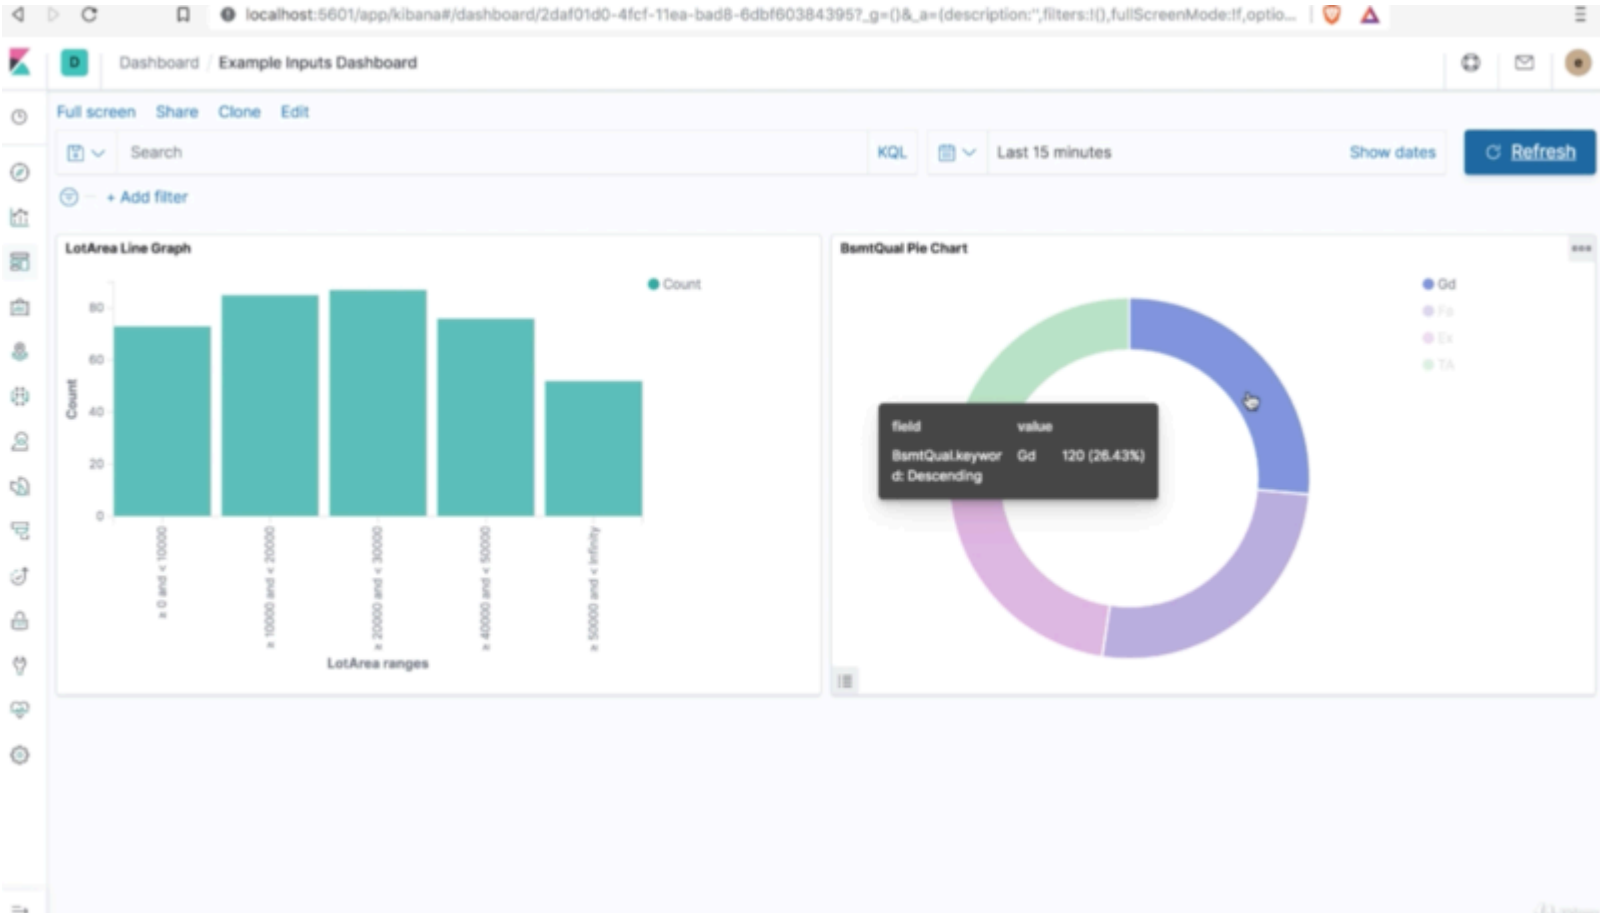 localhost:5601/app/kibana#/dashboard/2daf01d0-4fcf-11ea-bad8-6dbf60384395?_g=()&_a=(description:'',filters:!(),fullScreenMode:!f,optio...
D
Dashboard / Example Inputs Dashboard
e
Full screen Share Clone Edit
Search
KQL
Last 15 minutes
Show dates
Refresh
+ Add filter
LotArea Line Graph
Count
80
60
40
20
0
Count
≥ 0 and < 10000
≥ 10000 and < 20000
≥ 20000 and < 30000
≥ 40000 and < 50000
≥ 50000 and < Infinity
LotArea ranges
BsmtQual Pie Chart
Gd
Ex
TA
field value
BsmtQual.keywor Gd 120 (26.43%)
d: Descending